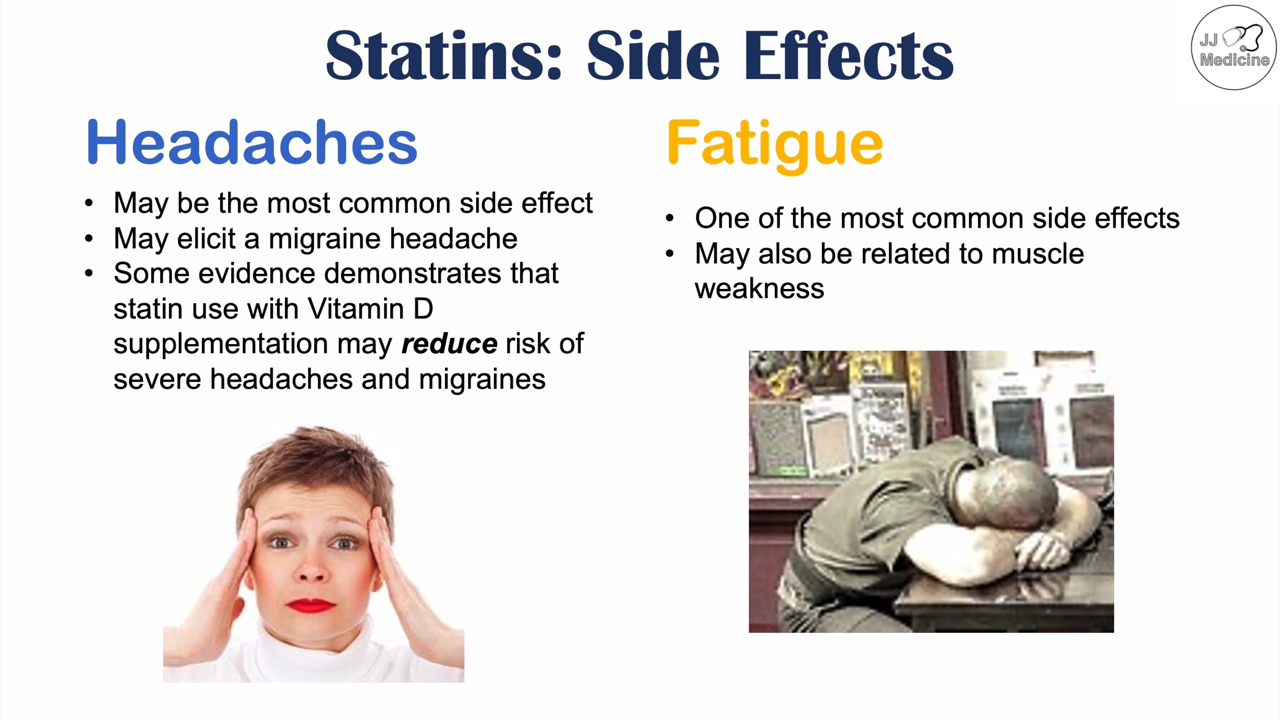 Statins: Side Effects
JJ
Medicine
Headaches
• May be the most common side effect
• May elicit a migraine headache
• Some evidence demonstrates that
statin use with Vitamin D
supplementation may reduce risk of
severe headaches and migraines
Fatigue
• One of the most common side effects
• May also be related to muscle
weakness